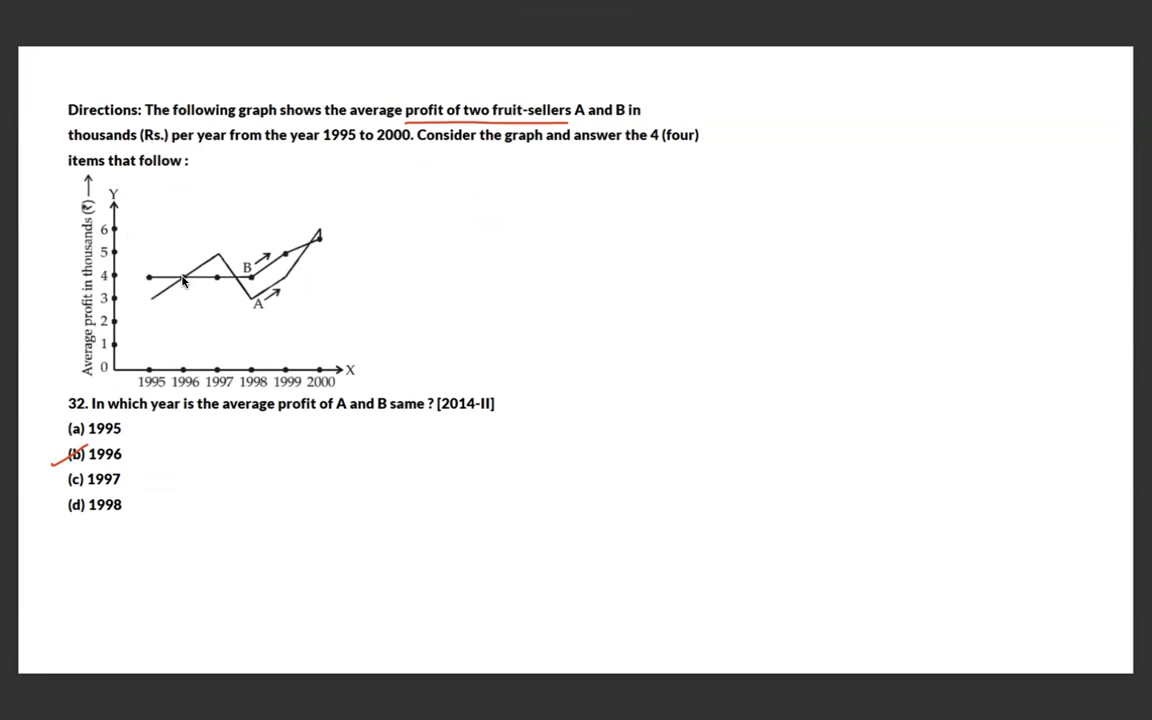 Directions: The following graph shows the average profit of two fruit-sellers A and B in
thousands (Rs.) per year from the year 1995 to 2000. Consider the graph and answer the 4 (four)
items that follow :
Average profit in thousands (₹)
Y
6
5
4
3
2
1
0
B
A
X
1995 1996 1997 1998 1999 2000
32. In which year is the average profit of A and B same ? [2014-II]
(a) 1995
(b) 1996
(c) 1997
(d) 1998